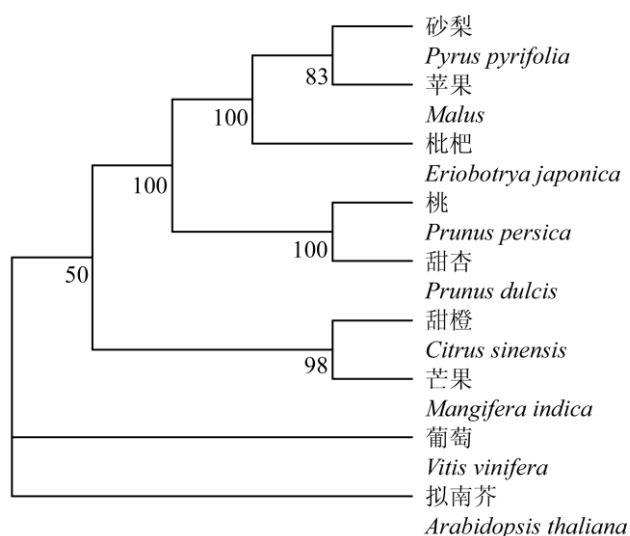 砂梨
Pyrus pyrifolia
83
苹果
Malus
100
枇杷
Eriobotrya japonica
100
桃
Prunus persica
100
甜杏
Prunus dulcis
50
甜橙
Citrus sinensis
98
芒果
Mangifera indica
葡萄
Vitis vinifera
拟南芥
Arabidopsis thaliana